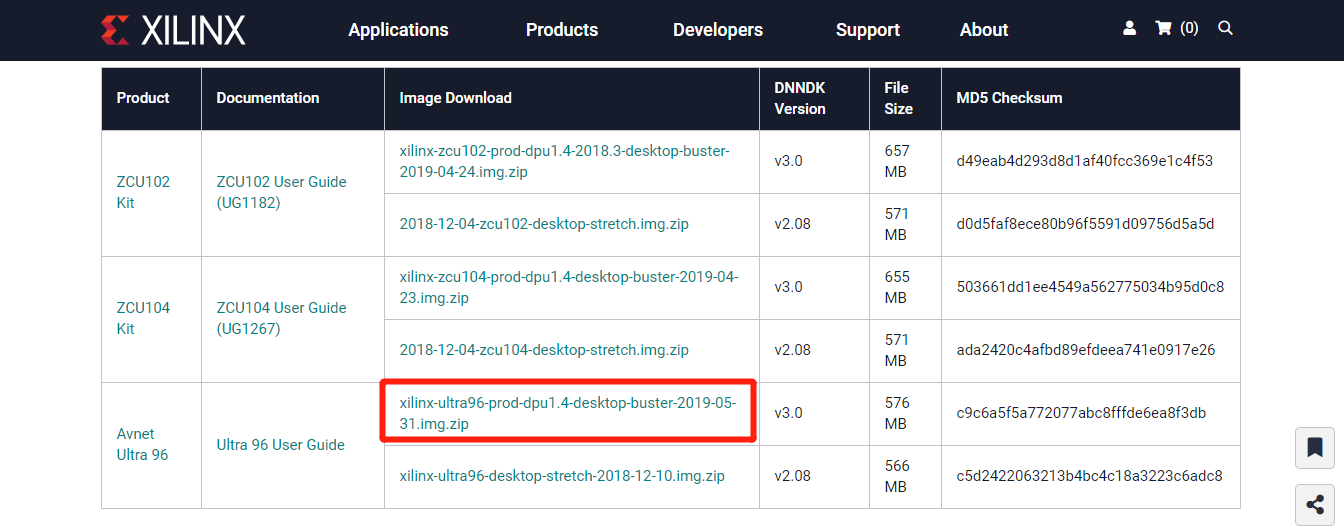 XILINX Applications Products Developers Support About (0)
Product Documentation Image Download DNNDK Version File Size MD5 Checksum
ZCU102 Kit
ZCU102 User Guide (UG1182)
xilinx-zcu102-prod-dpu1.4-2018.3-desktop-buster-
2019-04-24.img.zip
v3.0
657 MB
d49eab4d293d8d1af40fcc369e1c4f53
2018-12-04-zcu102-desktop-stretch.img.zip
v2.08
571 MB
d0d5faf8ece80b96f5591d09756d5a5d
ZCU104 Kit
ZCU104 User Guide (UG1267)
xilinx-zcu104-prod-dpu1.4-desktop-buster-2019-04-
23.img.zip
v3.0
655 MB
503661dd1ee4549a562775034b95d0c8
2018-12-04-zcu104-desktop-stretch.img.zip
v2.08
571 MB
ada2420c4afbd89efdeea741e0917e26
Avnet Ultra 96
Ultra 96 User Guide
xilinx-ultra96-prod-dpu1.4-desktop-buster-2019-05-
31.img.zip
v3.0
576 MB
c9c6a5f5a772077abc8fffde6ea8f3db
xilinx-ultra96-desktop-stretch-2018-12-10.img.zip
v2.08
566 MB
c5d2422063213b4bc4c18a3223c6adc8